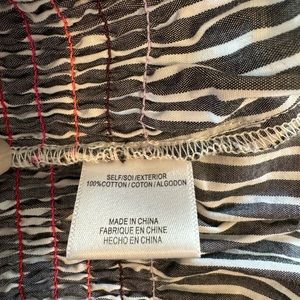 SELF/SOI/EXTERIOR
100%COTTON / COTON / ALGODON
MADE IN CHINA
FABRIQUE EN CHINE
HECHO EN CHINA